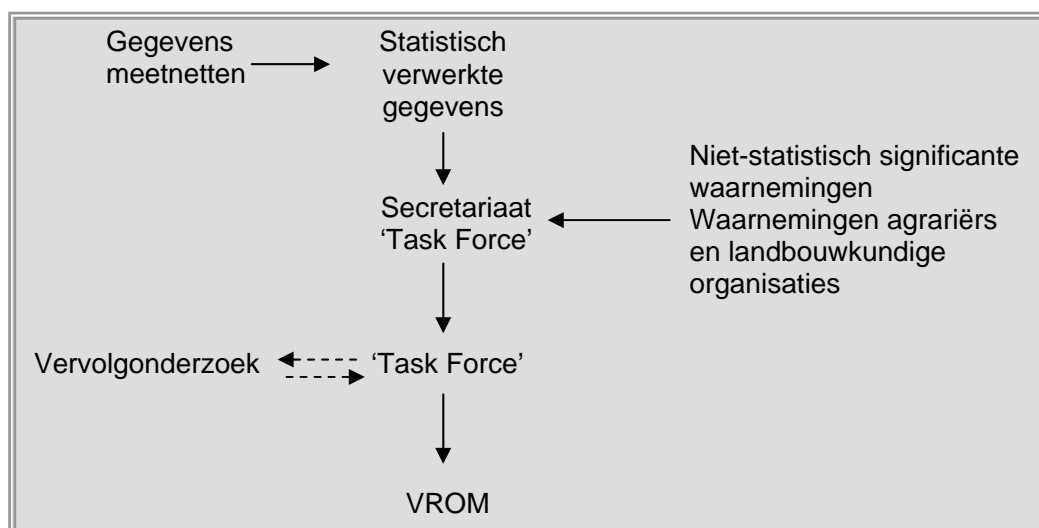 Gegevens
meetnetten
Statistisch
verwerkte
gegevens
Niet-statistisch significante
waarnemingen
Waarnemingen agrariërs
en landbouwkundige
organisaties
Secretariaat
‘Task Force’
Vervolgonderzoek
‘Task Force’
VROM